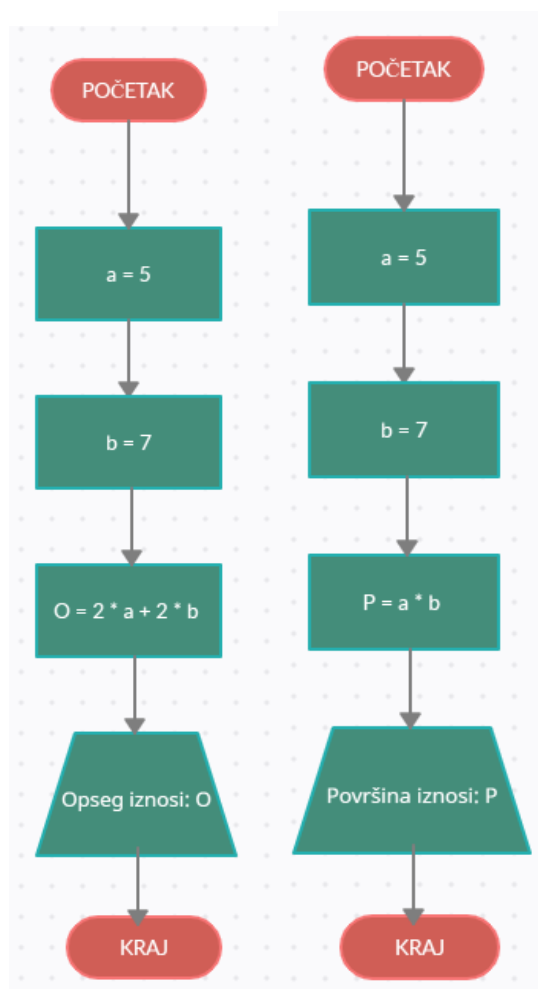 POČETAK
a = 5
b = 7
O = 2 * a + 2 * b
Opseg iznosi: O
KRAJ
POČETAK
a = 5
b = 7
P = a * b
Površina iznosi: P
KRAJ